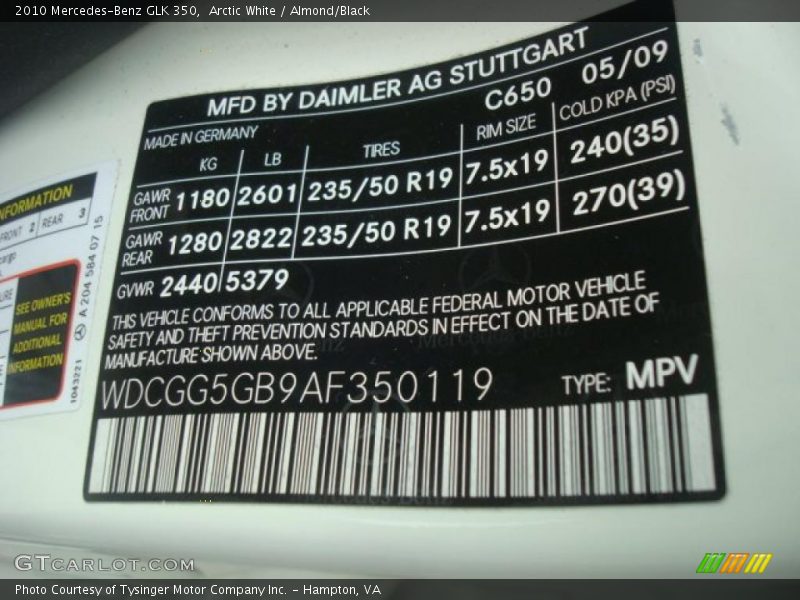 2010 Mercedes-Benz GLK 350, Arctic White / Almond/Black
MFD BY DAIMLER AG STUTTGART
MADE IN GERMANY C650 05/09
KG LB TIRES RIM SIZE COLD KPA (PSI)
GAWR FRONT 1180 2601 235/50 R19 7.5x19 240(35)
GAWR REAR 1280 2822 235/50 R19 7.5x19 270(39)
GVWR 2440 5379
THIS VEHICLE CONFORMS TO ALL APPLICABLE FEDERAL MOTOR VEHICLE
SAFETY AND THEFT PREVENTION STANDARDS IN EFFECT ON THE DATE OF
MANUFACTURE SHOWN ABOVE.
WDCGG5GB9AF350119 TYPE: MPV
FRONT 2 REAR 3
SEE OWNER'S
MANUAL FOR
ADDITIONAL
INFORMATION
A 204 584 07 15
1043221
GTCARLOT.COM
Photo Courtesy of Tysinger Motor Company Inc. - Hampton, VA